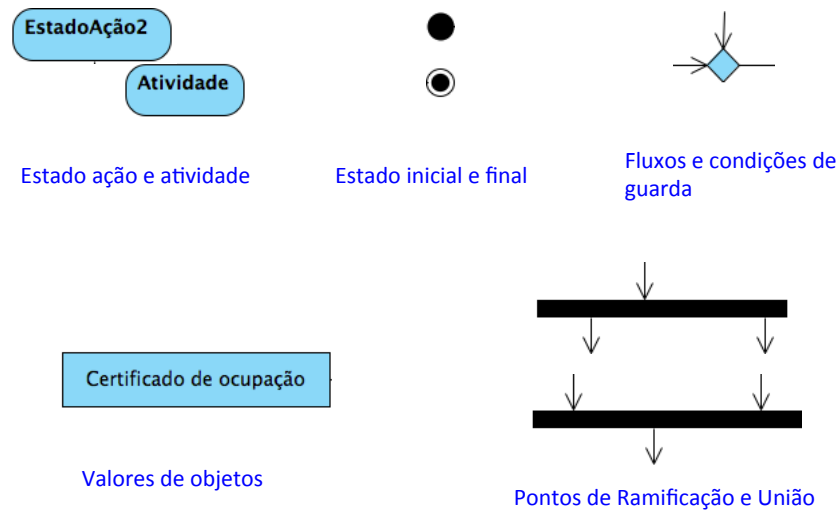 EstadoAção2
Atividade
Estado ação e atividade
Estado inicial e final
Fluxos e condições de
guarda
Certificado de ocupação
Valores de objetos
Pontos de Ramificação e União